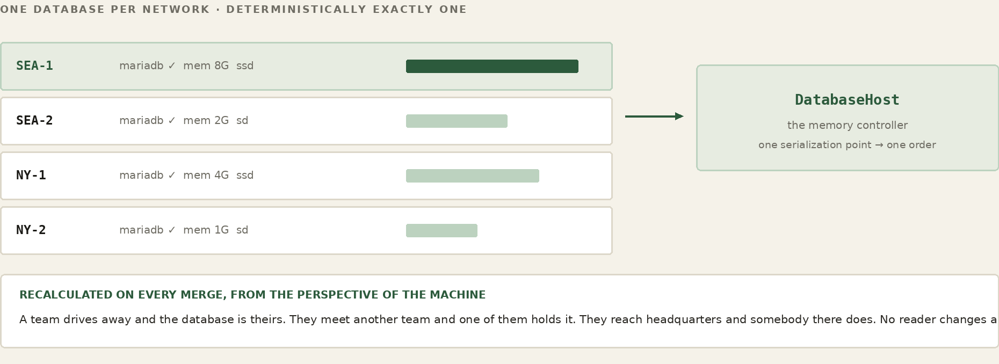 ONE DATABASE PER NETWORK · DETERMINISTICALLY EXACTLY ONE
SEA-1 mariadb ✓ mem 8G ssd
SEA-2 mariadb ✓ mem 2G sd
NY-1 mariadb ✓ mem 4G ssd
NY-2 mariadb ✓ mem 1G sd
DatabaseHost
the memory controller
one serialization point → one order
RECALCULATED ON EVERY MERGE, FROM THE PERSPECTIVE OF THE MACHINE
A team drives away and the database is theirs. They meet another team and one of them holds it. They reach headquarters and somebody there does. No reader changes a